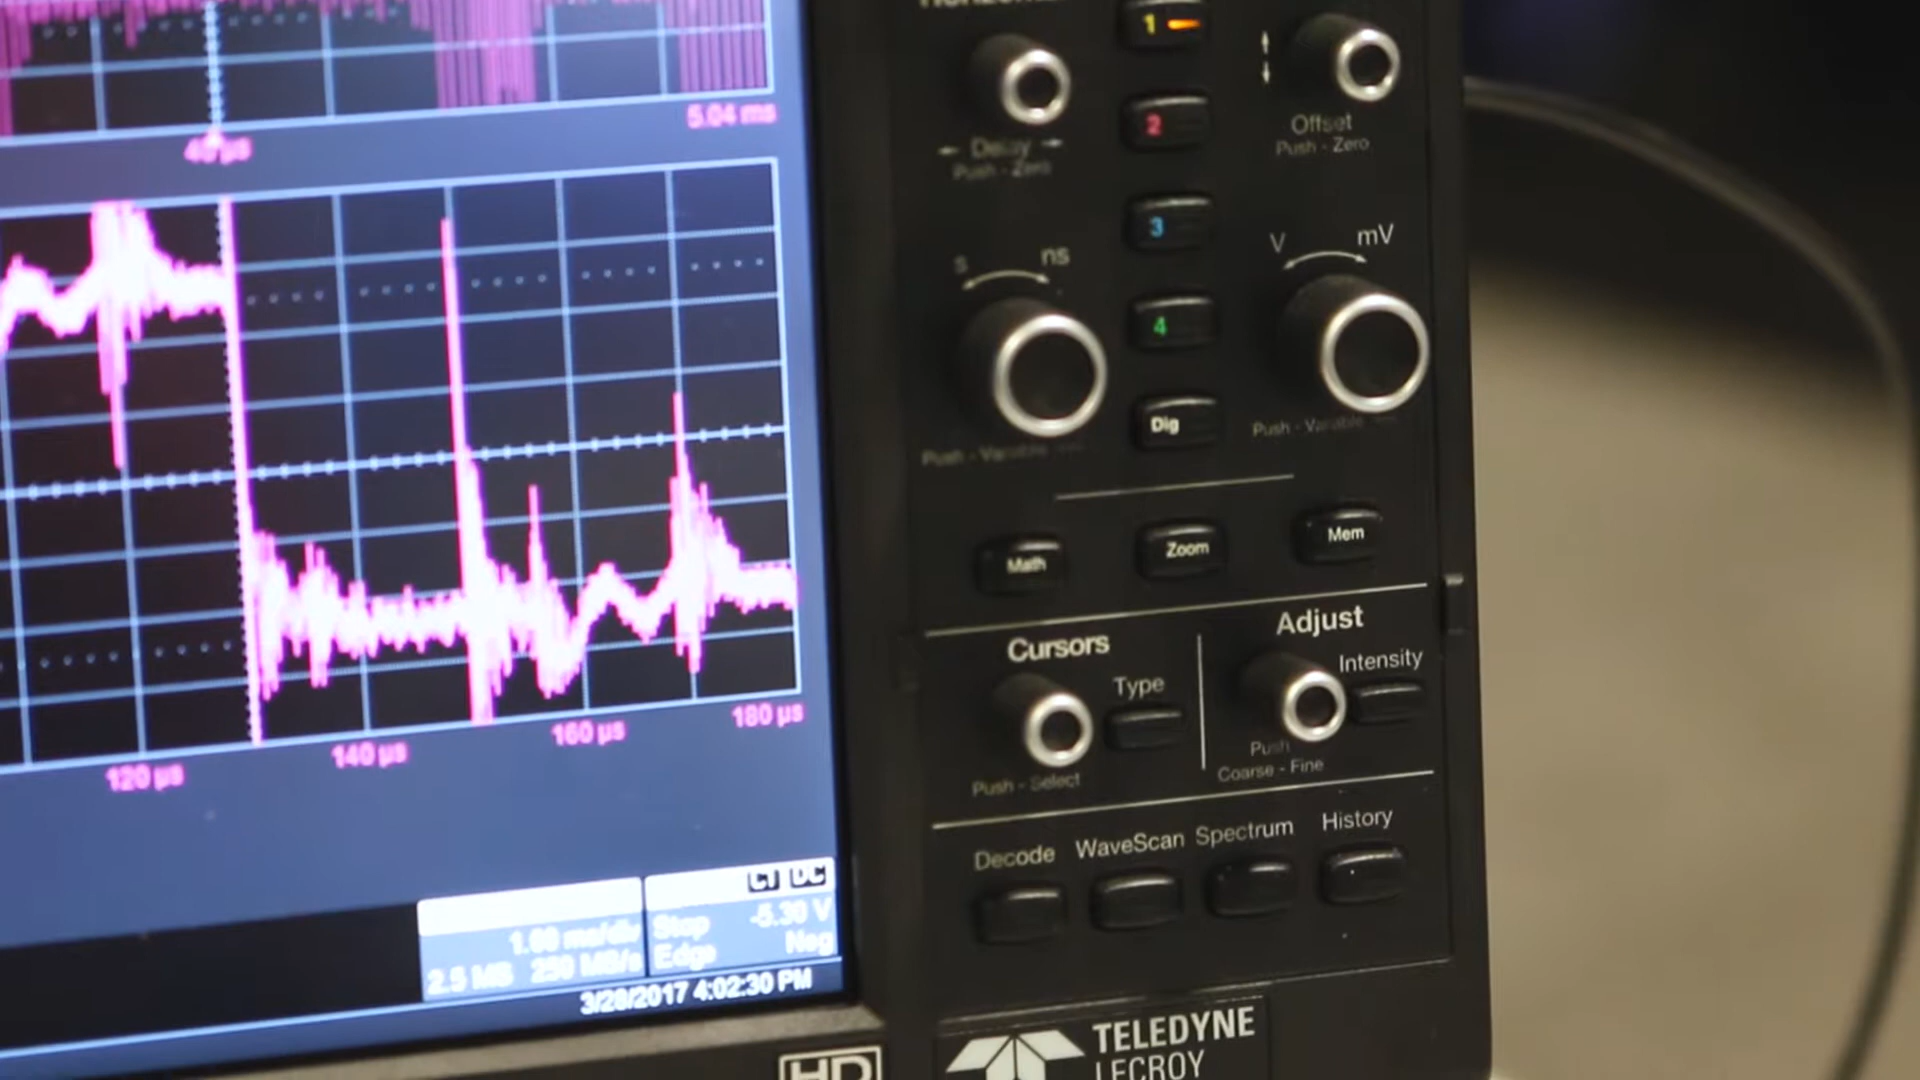 5.04 ms
120 µs
140 µs
160 µs
180 µs
C1 DC
1.00 ms/div
Stop
-5.30 V
2.5 MS
250 MS/s
Edge
Neg
3/28/2017 4:02:30 PM
HD
1
2
3
4
Dig
Delay
Push - Zero
Offset
Push - Zero
s
ns
V
mV
Push - Variable
Push - Variable
Math
Zoom
Mem
Cursors
Type
Push - Select
Adjust
Intensity
Push
Coarse - Fine
Decode
WaveScan
Spectrum
History
TELEDYNE
LECROY